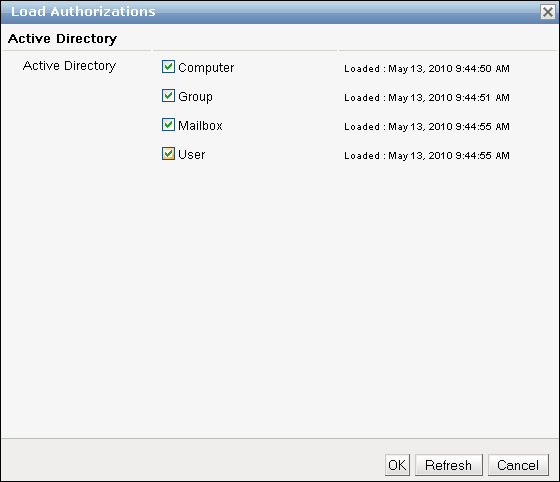 Load Authorizations
Active Directory
Active Directory
Computer Loaded : May 13, 2010 9:44:50 AM
Group Loaded : May 13, 2010 9:44:51 AM
Mailbox Loaded : May 13, 2010 9:44:55 AM
User Loaded : May 13, 2010 9:44:55 AM
OK Refresh Cancel